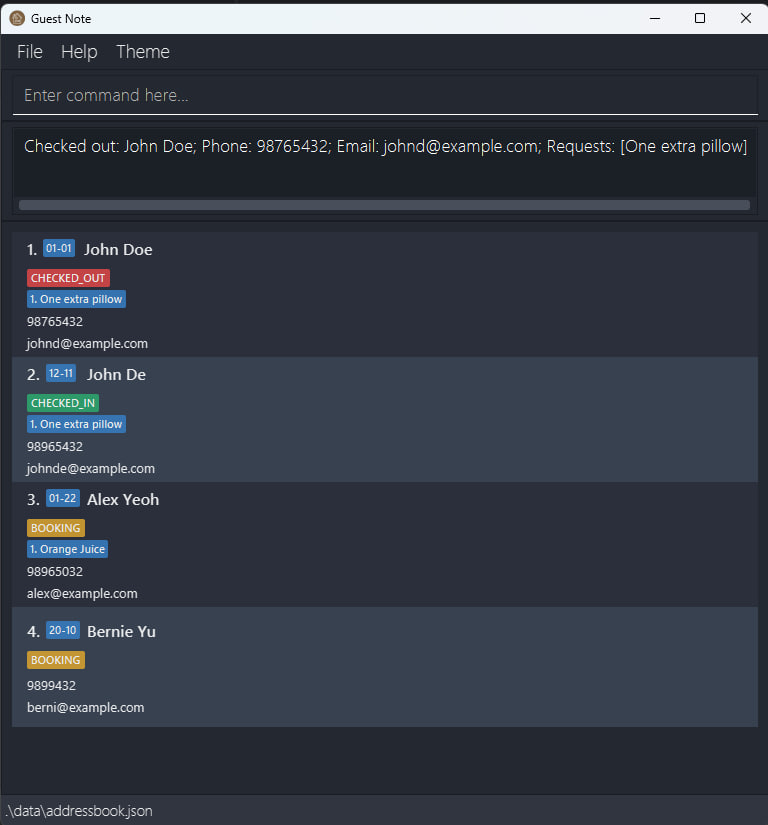 Guest Note
File Help Theme
Enter command here...
Checked out: John Doe; Phone: 98765432; Email: johnd@example.com; Requests: [One extra pillow]
1. 01-01 John Doe
CHECKED_OUT
1. One extra pillow
98765432
johnd@example.com
2. 12-11 John De
CHECKED_IN
1. One extra pillow
98965432
johnde@example.com
3. 01-22 Alex Yeoh
BOOKING
1. Orange Juice
98965032
alex@example.com
4. 20-10 Bernie Yu
BOOKING
9899432
berni@example.com
.\data\addressbook.json